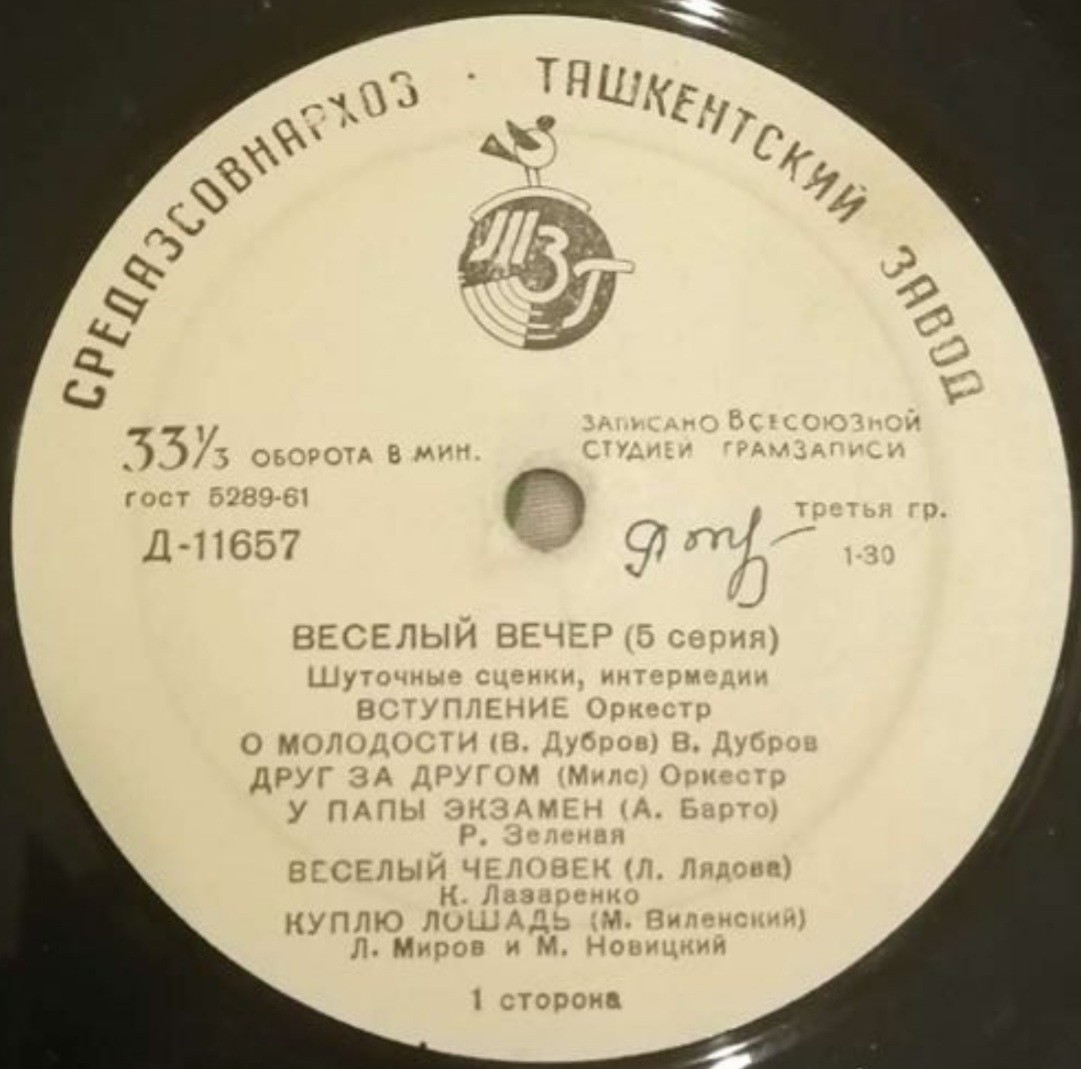 СРЕДАЗСОВНАРХОЗ · ТАШКЕНТСКИЙ ЗАВОД
ТЗГ
33⅓ ОБОРОТА В МИН.
ГОСТ 5289-61
Д-11657
ЗАПИСАНО ВСЕСОЮЗНОЙ
СТУДИЕЙ ГРАМЗАПИСИ
третья гр.
1-30
ВЕСЕЛЫЙ ВЕЧЕР (5 серия)
Шуточные сценки, интермедии
ВСТУПЛЕНИЕ Оркестр
О МОЛОДОСТИ (В. Дубров) В. Дубров
ДРУГ ЗА ДРУГОМ (Милс) Оркестр
У ПАПЫ ЭКЗАМЕН (А. Барто)
Р. Зеленая
ВЕСЕЛЫЙ ЧЕЛОВЕК (Л. Лядова)
К. Лазаренко
КУПЛЮ ЛОШАДЬ (М. Виленский)
Л. Миров и М. Новицкий
1 сторона